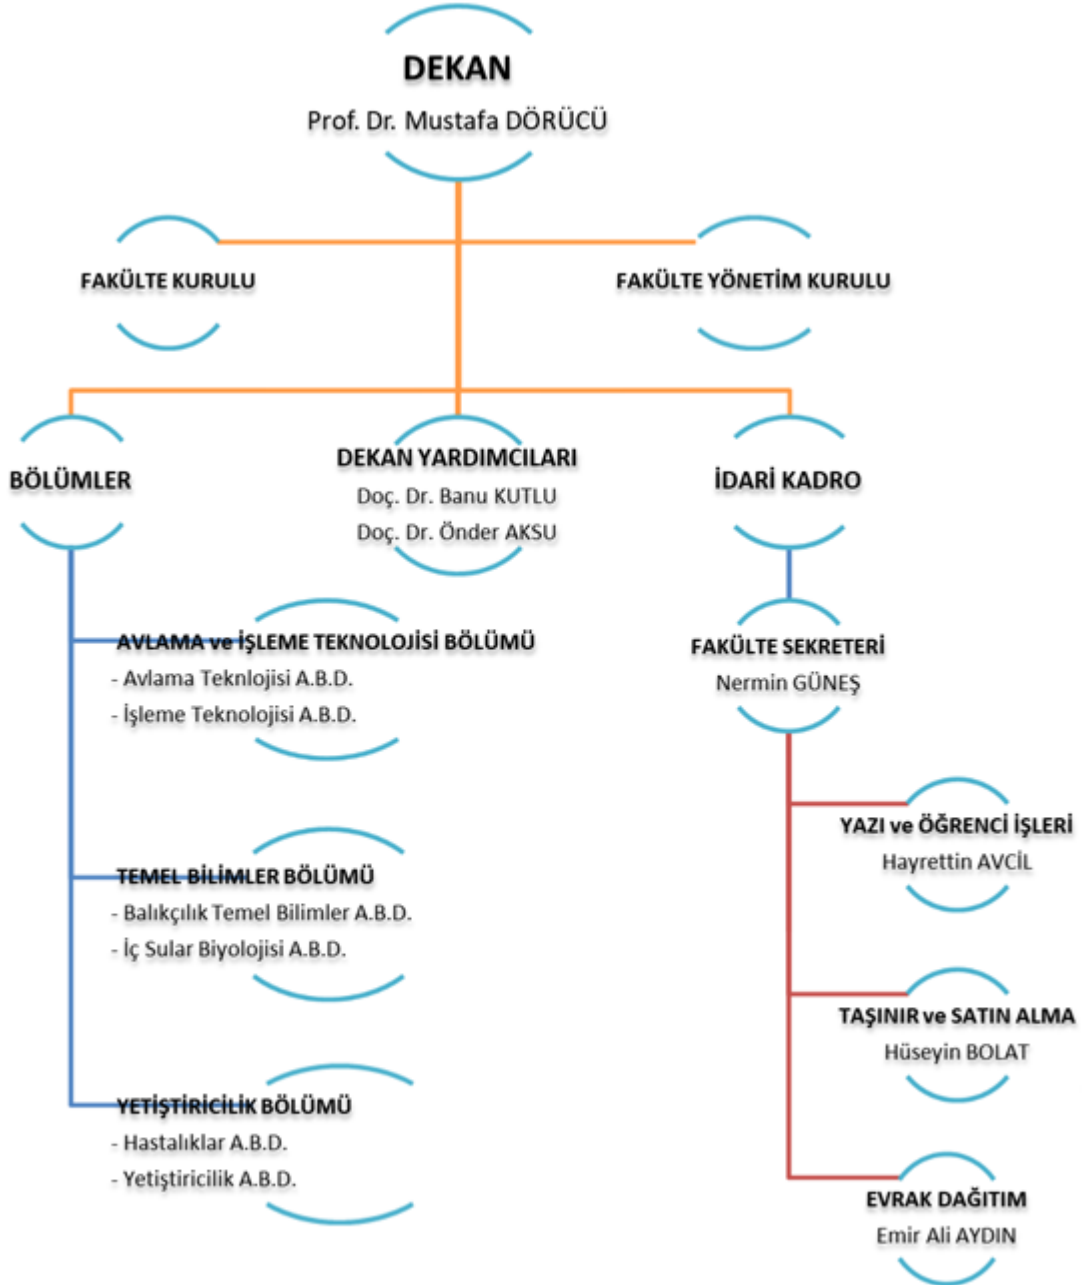 DEKAN
Prof. Dr. Mustafa DÖRÜCÜ
FAKÜLTE KURULU
FAKÜLTE YÖNETİM KURULU
BÖLÜMLER
DEKAN YARDIMCILARI
Doç. Dr. Banu KUTLU
Doç. Dr. Önder AKSU
İDARİ KADRO
AVLAMA ve İŞLEME TEKNOLOJİSİ BÖLÜMÜ
- Avlama Teknlojisi A.B.D.
- İşleme Teknolojisi A.B.D.
TEMEL BİLİMLER BÖLÜMÜ
- Balıkçılık Temel Bilimler A.B.D.
- İç Sular Biyolojisi A.B.D.
YETİŞTİRİCİLİK BÖLÜMÜ
- Hastalıklar A.B.D.
- Yetiştiricilik A.B.D.
FAKÜLTE SEKRETERİ
Nermin GÜNEŞ
YAZI ve ÖĞRENCİ İŞLERİ
Hayrettin AVCİL
TAŞINIR ve SATIN ALMA
Hüseyin BOLAT
EVRAK DAĞITIM
Emir Ali AYDIN